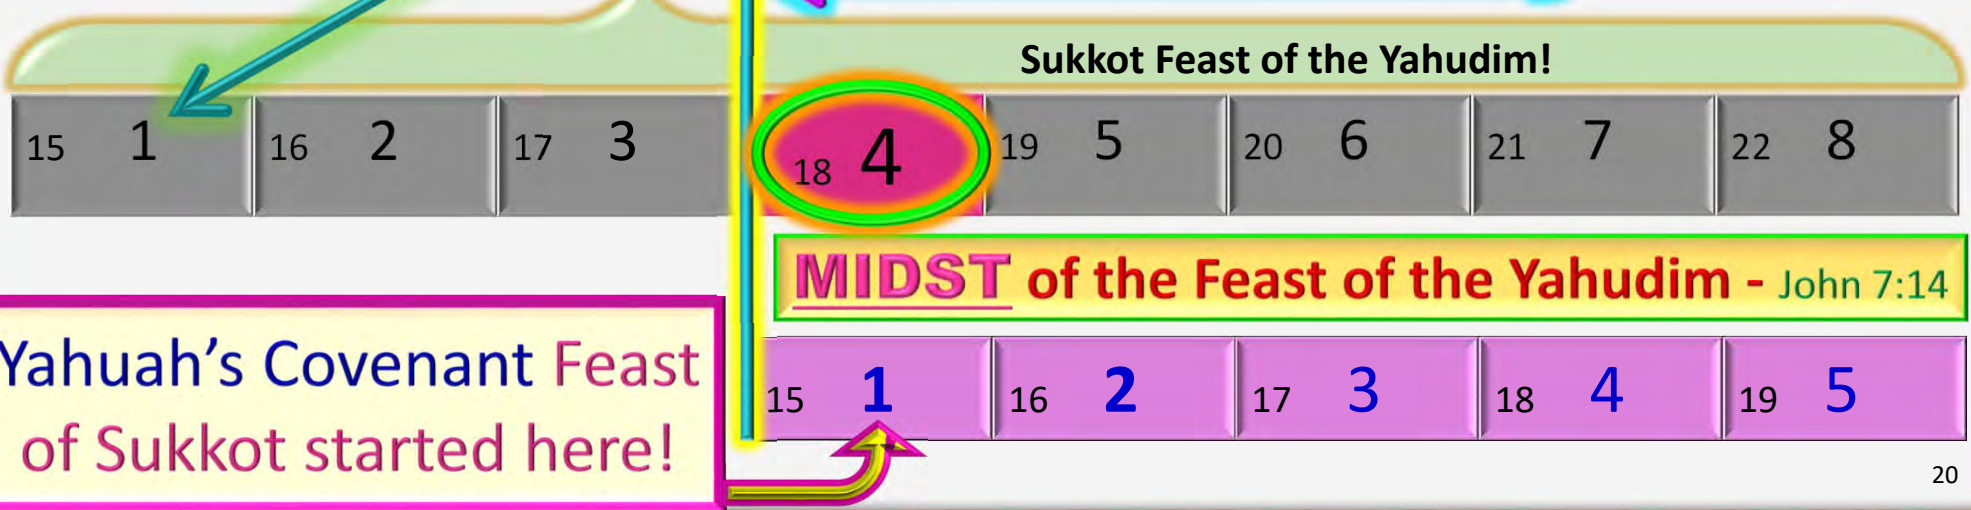 Sukkot Feast of the Yahudim!
15 1 16 2 17 3 18 4 19 5 20 6 21 7 22 8
MIDST of the Feast of the Yahudim - John 7:14
Yahuah's Covenant Feast
of Sukkot started here!
15 1 16 2 17 3 18 4 19 5
20